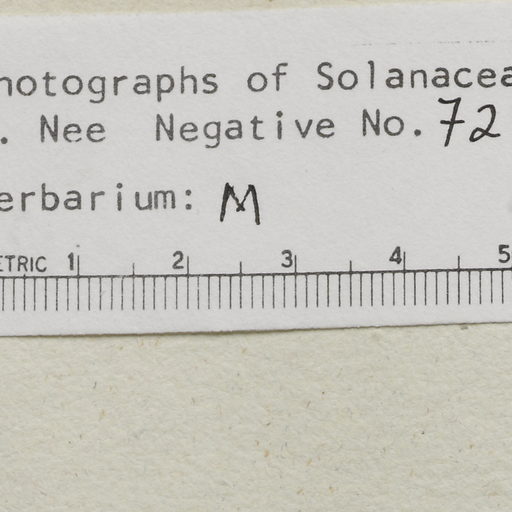 hotographs of Solanacea
. Nee Negative No. 72
erbarium: M
ETRIC 1 2 3 4 5